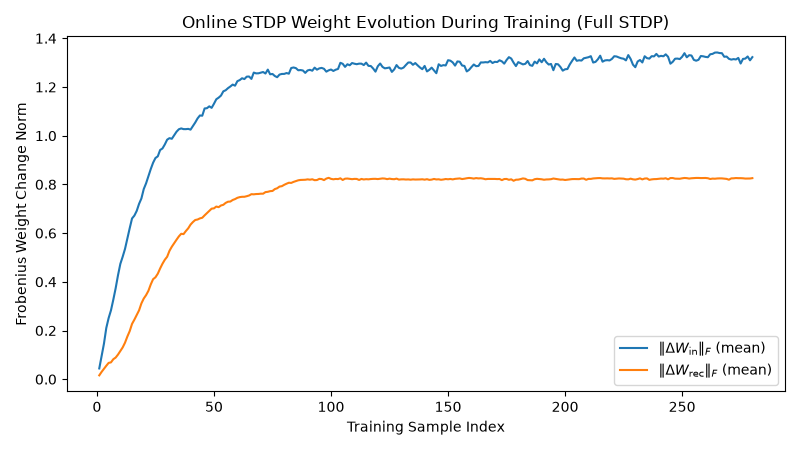 Online STDP Weight Evolution During Training (Full STDP)
Frobenius Weight Change Norm
1.4
1.2
1.0
0.8
0.6
0.4
0.2
0.0
‖ΔW_in‖_F (mean)
‖ΔW_rec‖_F (mean)
0 50 100 150 200 250
Training Sample Index